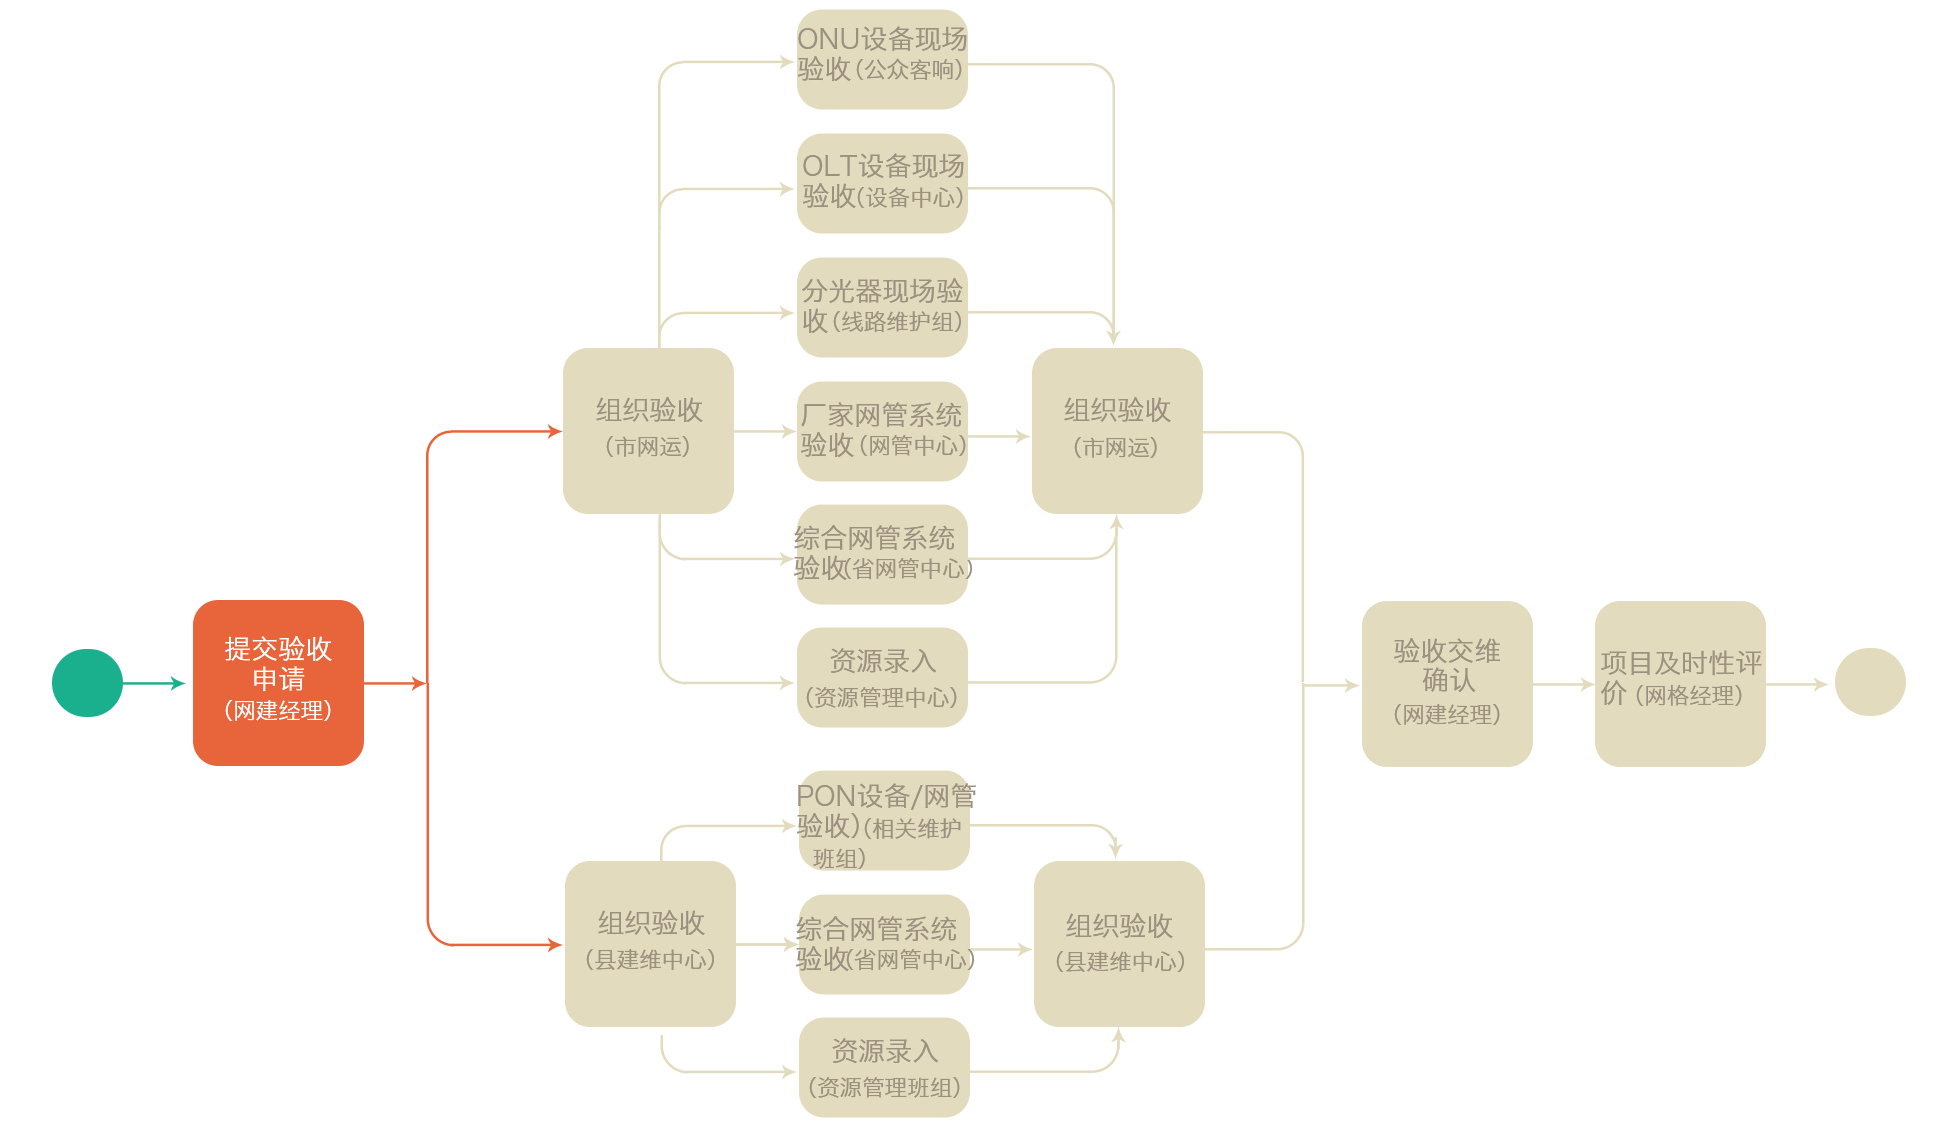 提交验收
申请
(网建经理)
组织验收
(市网运)
ONU设备现场
验收(公众客响)
OLT设备现场
验收(设备中心)
分光器现场验
收(线路维护组)
厂家网管系统
验收(网管中心)
综合网管系统
验收(省网管中心)
资源录入
(资源管理中心)
组织验收
(市网运)
组织验收
(县建维中心)
PON设备/网管
验收)(相关维护
班组)
综合网管系统
验收(省网管中心)
资源录入
(资源管理班组)
组织验收
(县建维中心)
验收交维
确认
(网建经理)
项目及时性评
价(网格经理)